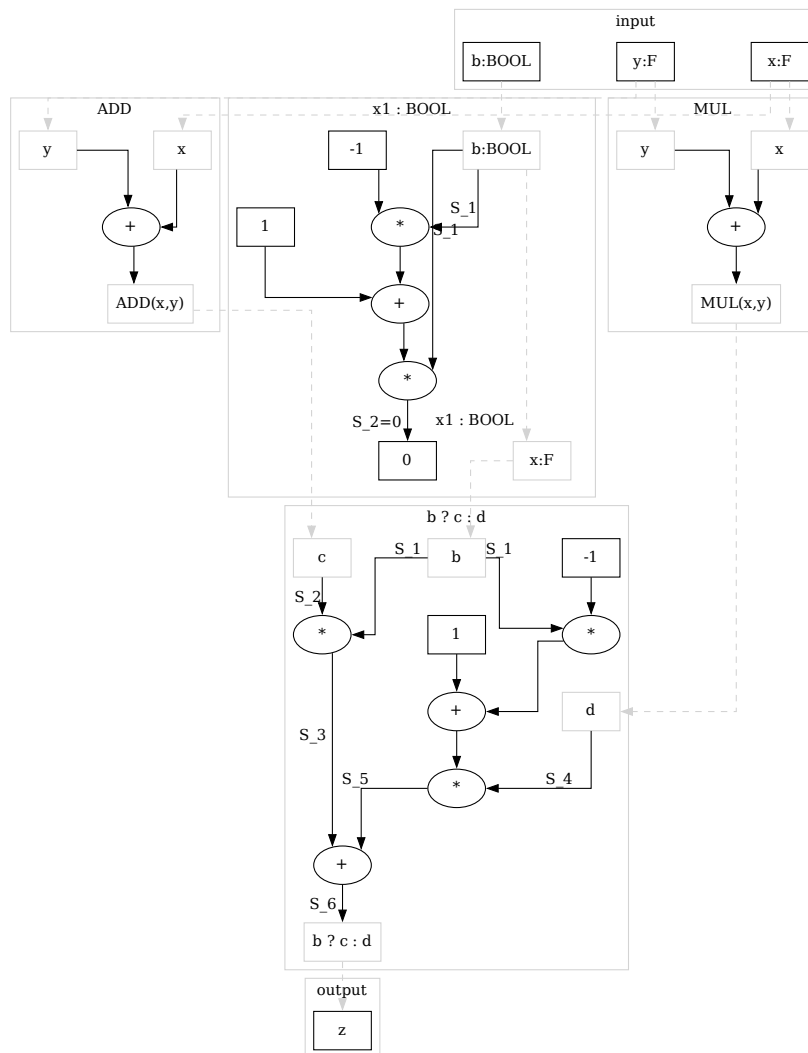 input
b:BOOL
y:F
x:F
ADD
x1 : BOOL
MUL
y
x
-1
b:BOOL
y
x
+
1
*
S_1
S_1
+
ADD(x,y)
+
MUL(x,y)
*
S_2=0
x1 : BOOL
0
x:F
b ? c : d
c
S_1
b
S_1
-1
S_2
*
1
*
S_3
+
d
S_5
*
S_4
+
S_6
b ? c : d
output
z